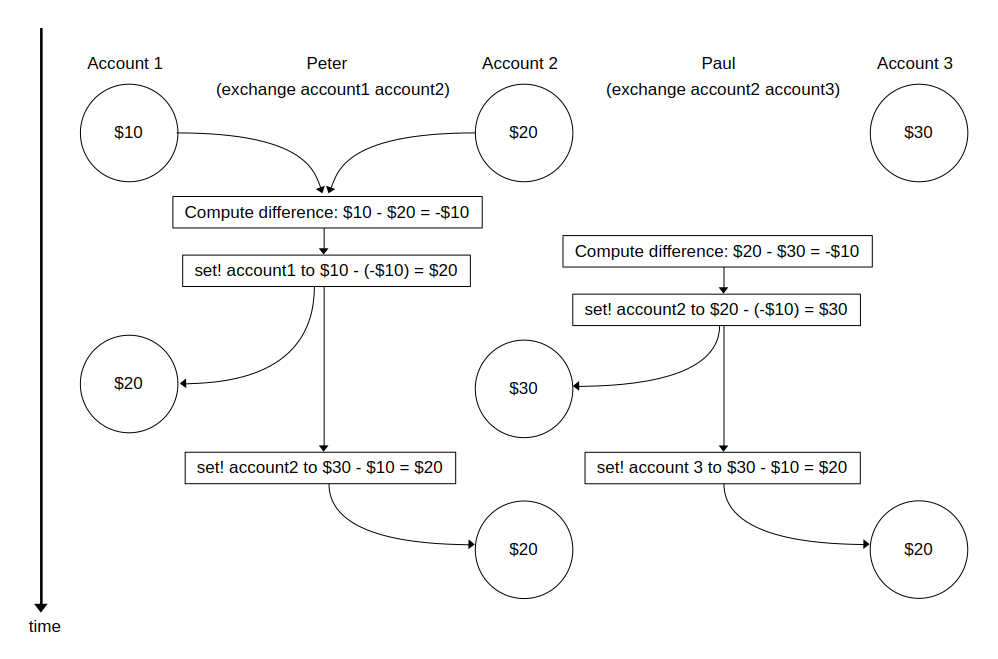 Account 1
Peter
Account 2
Paul
Account 3
(exchange account1 account2)
(exchange account2 account3)
$10
$20
$30
Compute difference: $10 - $20 = -$10
Compute difference: $20 - $30 = -$10
set! account1 to $10 - (-$10) = $20
set! account2 to $20 - (-$10) = $30
$20
$30
set! account2 to $30 - $10 = $20
set! account 3 to $30 - $10 = $20
$20
$20
time